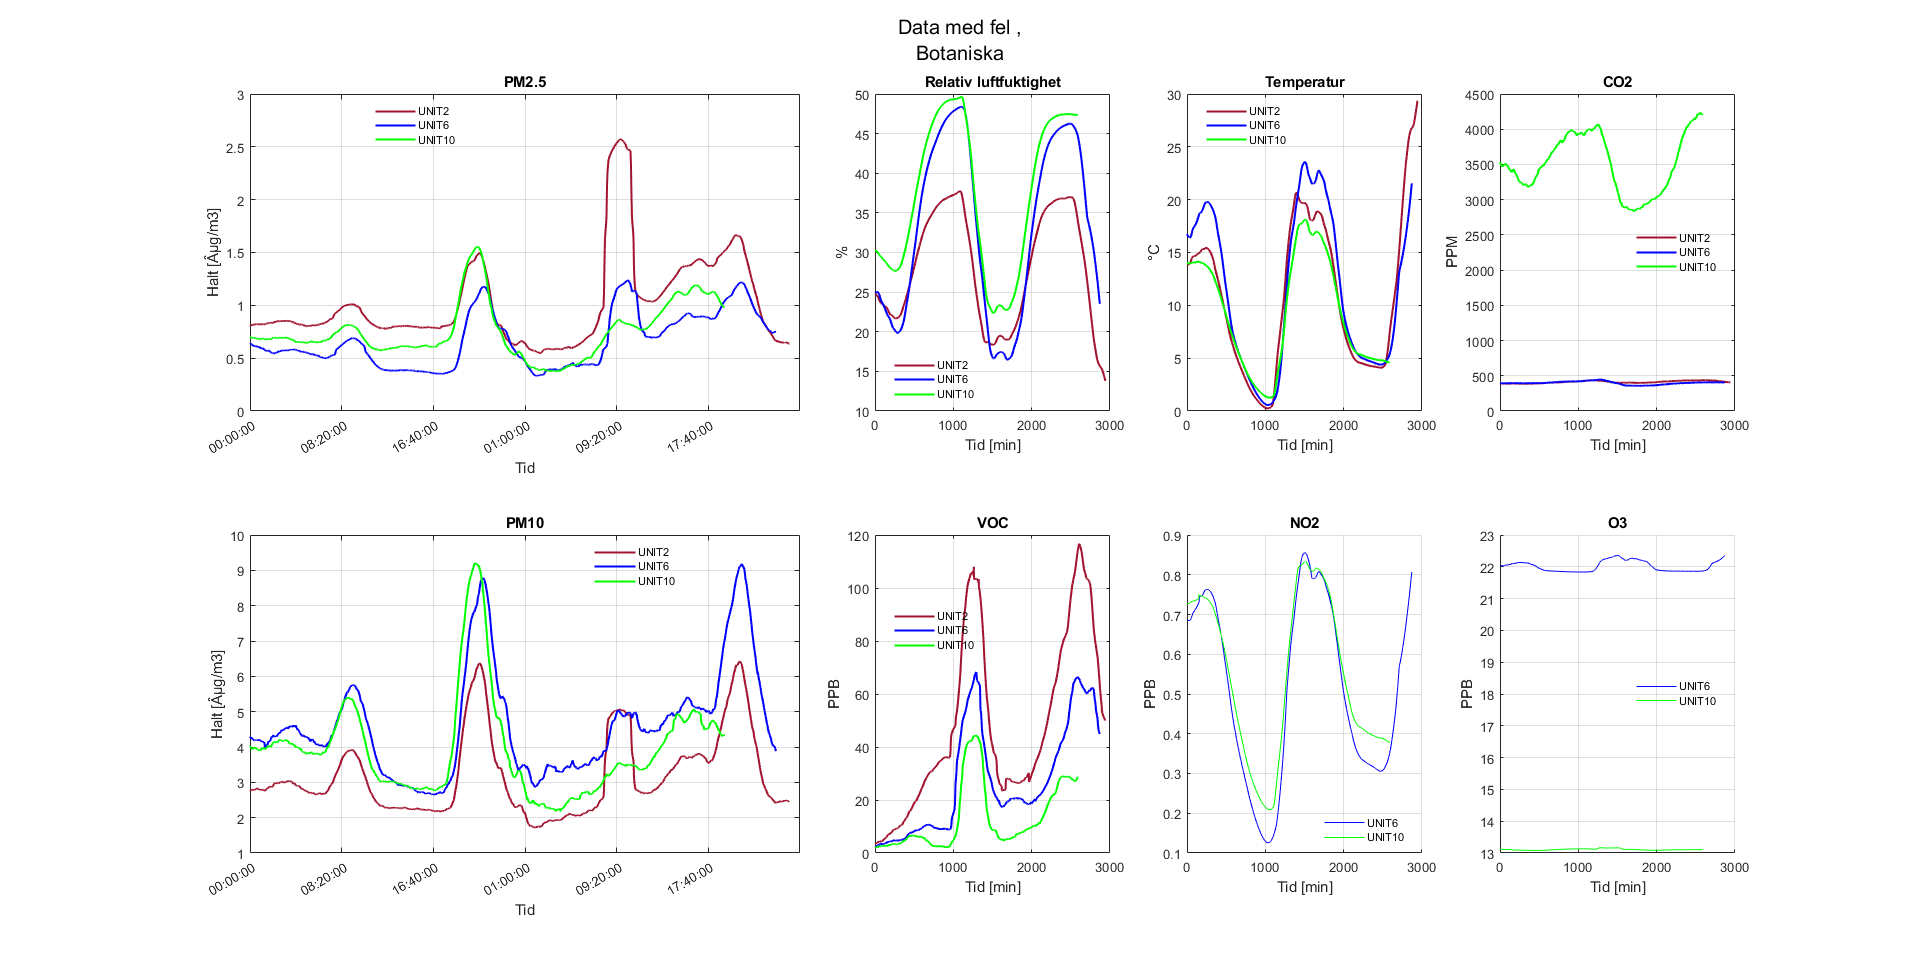 Data med fel ,
Botaniska
PM2.5
3
2.5
2
1.5
1
0.5
0
Halt [Âµg/m3]
UNIT2
UNIT6
UNIT10
00:00:00
08:20:00
16:40:00
01:00:00
09:20:00
17:40:00
Tid
Relativ luftfuktighet
50
45
40
35
30
25
20
15
10
%
UNIT2
UNIT6
UNIT10
0
1000
2000
3000
Tid [min]
Temperatur
30
25
20
15
10
5
0
°C
UNIT2
UNIT6
UNIT10
0
1000
2000
3000
Tid [min]
CO2
4500
4000
3500
3000
2500
2000
1500
1000
500
0
PPM
UNIT2
UNIT6
UNIT10
0
1000
2000
3000
Tid [min]
PM10
10
9
8
7
6
5
4
3
2
1
Halt [Âµg/m3]
UNIT2
UNIT6
UNIT10
00:00:00
08:20:00
16:40:00
01:00:00
09:20:00
17:40:00
Tid
VOC
120
100
80
60
40
20
0
PPB
UNIT2
UNIT6
UNIT10
0
1000
2000
3000
Tid [min]
NO2
0.9
0.8
0.7
0.6
0.5
0.4
0.3
0.2
0.1
PPB
UNIT6
UNIT10
0
1000
2000
3000
Tid [min]
O3
23
22
21
20
19
18
17
16
15
14
13
PPB
UNIT6
UNIT10
0
1000
2000
3000
Tid [min]